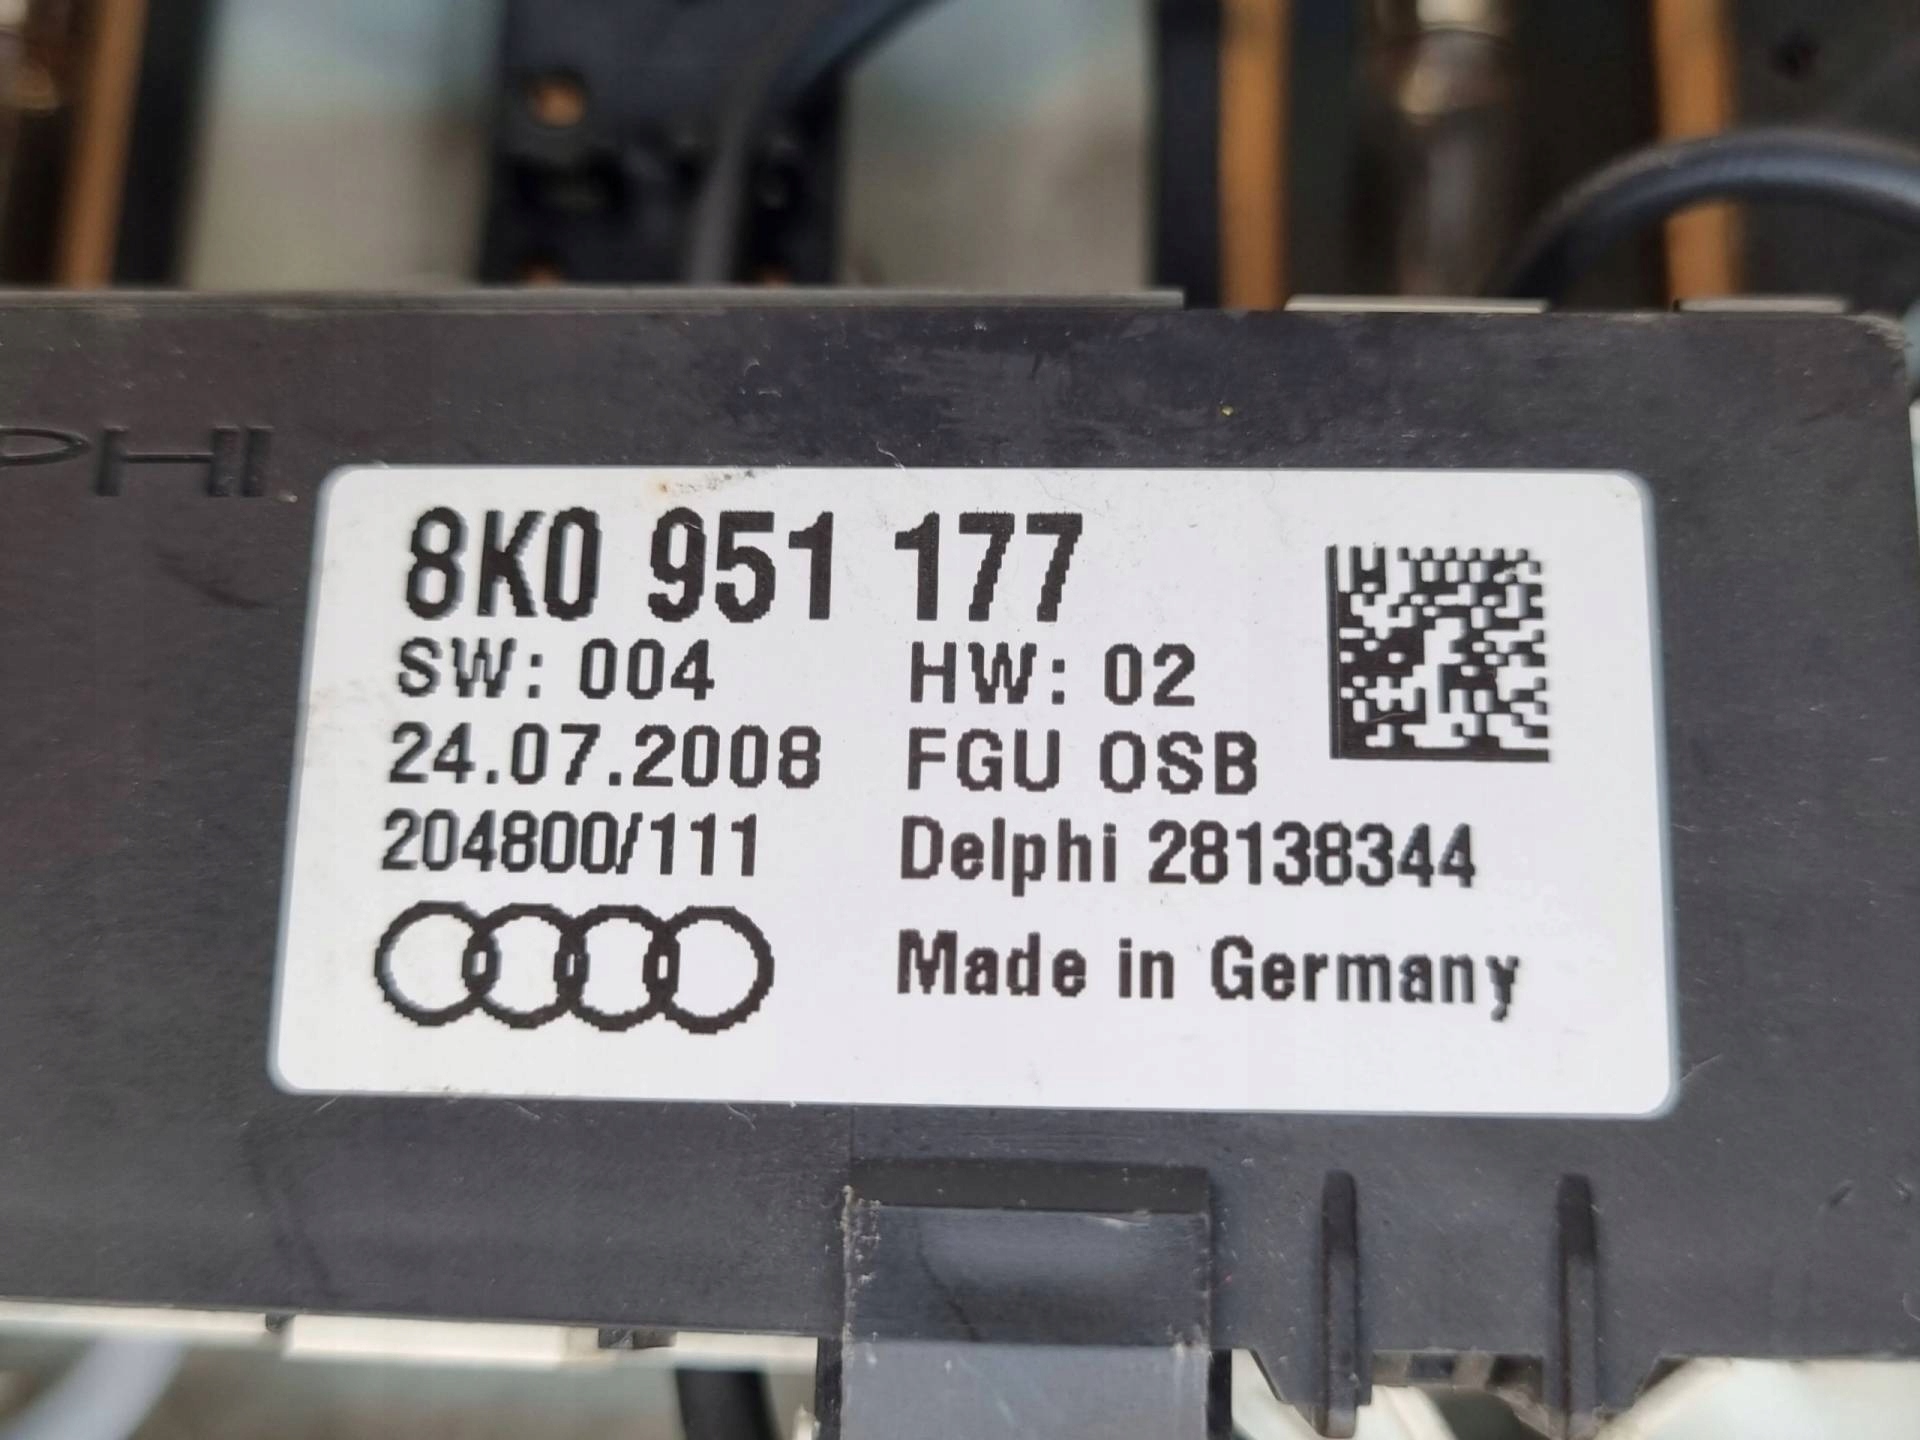 PHI
8K0 951 177
SW: 004 HW: 02
24.07.2008 FGU OSB
204800/111 Delphi 28138344
Made in Germany